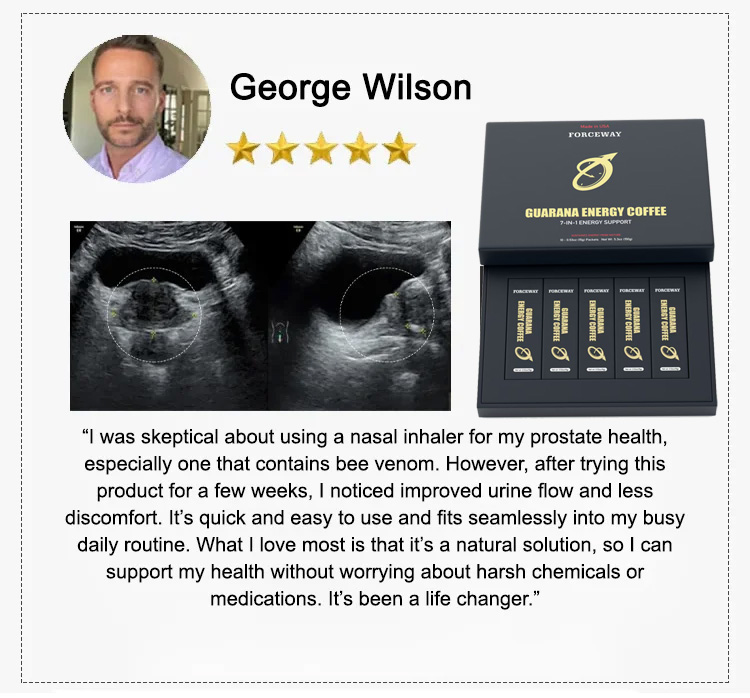 George Wilson
Made in USA
FORCEWAY
GUARANA ENERGY COFFEE
7-IN-1 ENERGY SUPPORT
FORCEWAY
GUARANA
ENERGY COFFEE
FORCEWAY
GUARANA
ENERGY COFFEE
FORCEWAY
GUARANA
ENERGY COFFEE
FORCEWAY
GUARANA
ENERGY COFFEE
FORCEWAY
GUARANA
ENERGY COFFEE
“I was skeptical about using a nasal inhaler for my prostate health,
especially one that contains bee venom. However, after trying this
product for a few weeks, I noticed improved urine flow and less
discomfort. It’s quick and easy to use and fits seamlessly into my busy
daily routine. What I love most is that it’s a natural solution, so I can
support my health without worrying about harsh chemicals or
medications. It’s been a life changer.”